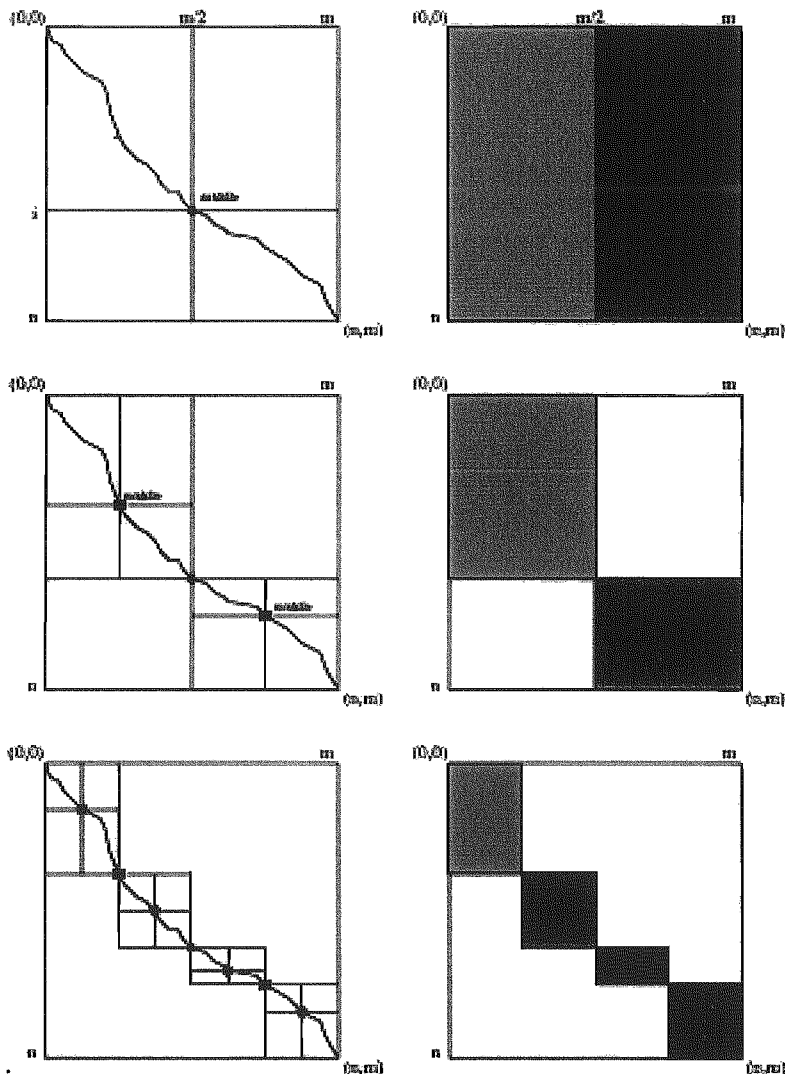 (0,0) m/2 m (0,0) m/2 m
middle
i
n (n,m) n (n,m)
(0,0) m (0,0) m
middle
middle
n (n,m) n (n,m)
(0,0) m (0,0) m
n (n,m) n (n,m)